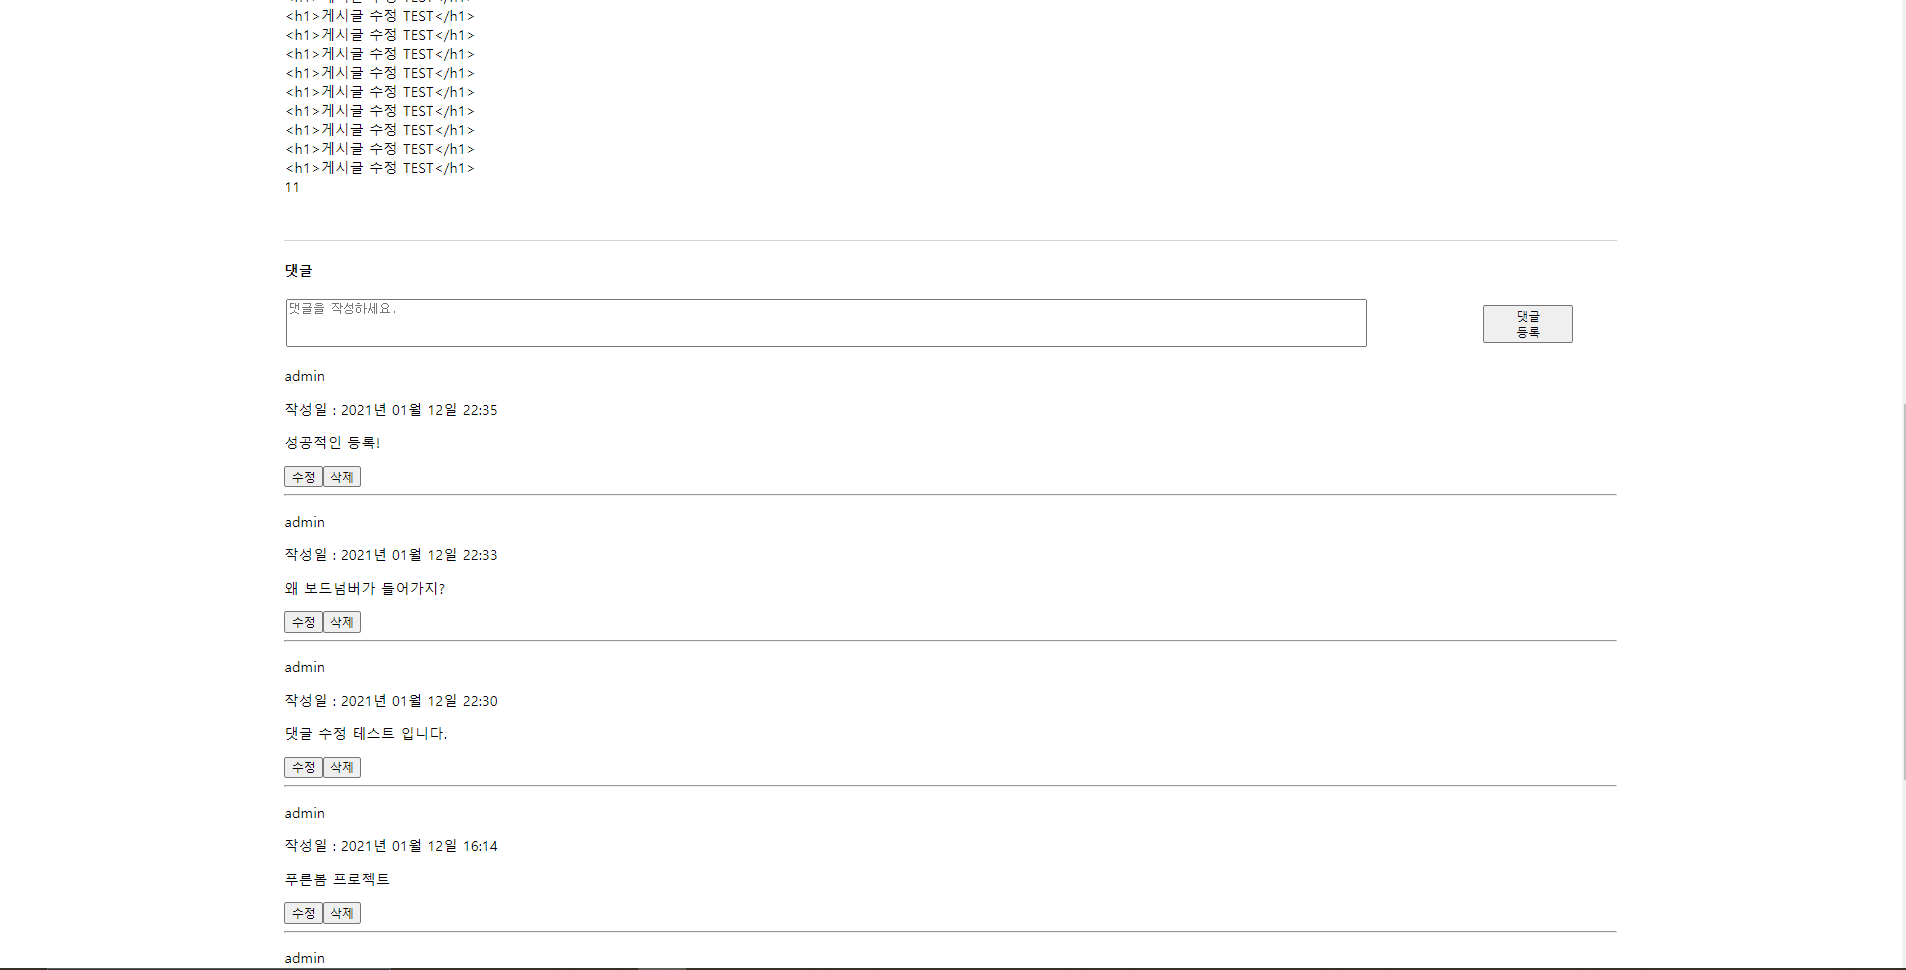 <h1>게시글 수정 TEST</h1>
<h1>게시글 수정 TEST</h1>
<h1>게시글 수정 TEST</h1>
<h1>게시글 수정 TEST</h1>
<h1>게시글 수정 TEST</h1>
<h1>게시글 수정 TEST</h1>
<h1>게시글 수정 TEST</h1>
<h1>게시글 수정 TEST</h1>
<h1>게시글 수정 TEST</h1>
11
댓글
댓글을 작성하세요.
댓글
등록
admin
작성일 : 2021년 01월 12일 22:35
성공적인 등록!
수정 삭제
admin
작성일 : 2021년 01월 12일 22:33
왜 보드넘버가 들어가지?
수정 삭제
admin
작성일 : 2021년 01월 12일 22:30
댓글 수정 테스트 입니다.
수정 삭제
admin
작성일 : 2021년 01월 12일 16:14
푸른봄 프로젝트
수정 삭제
admin